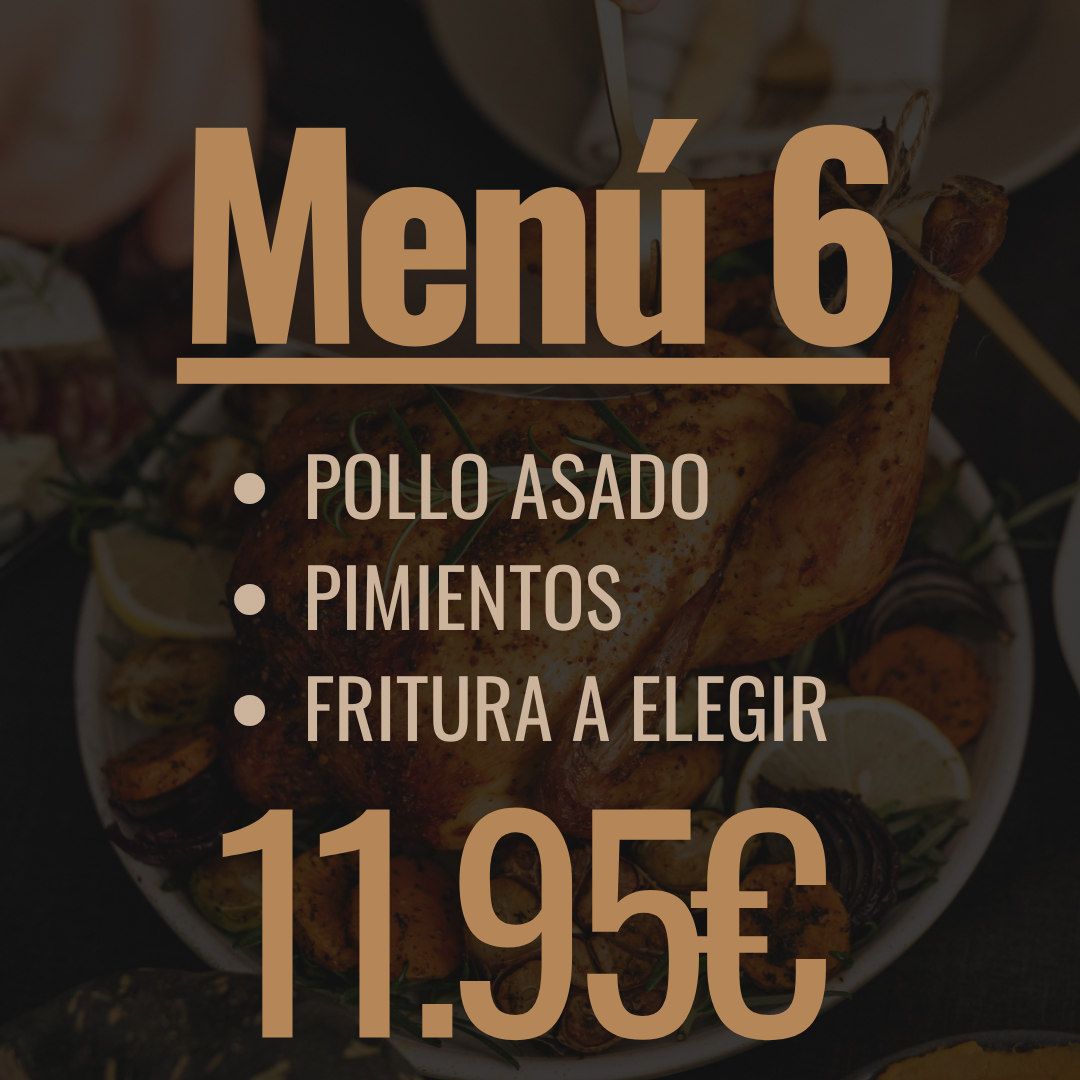 Menú 6
• POLLO ASADO
• PIMIENTOS
• FRITURA A ELEGIR
11.95€